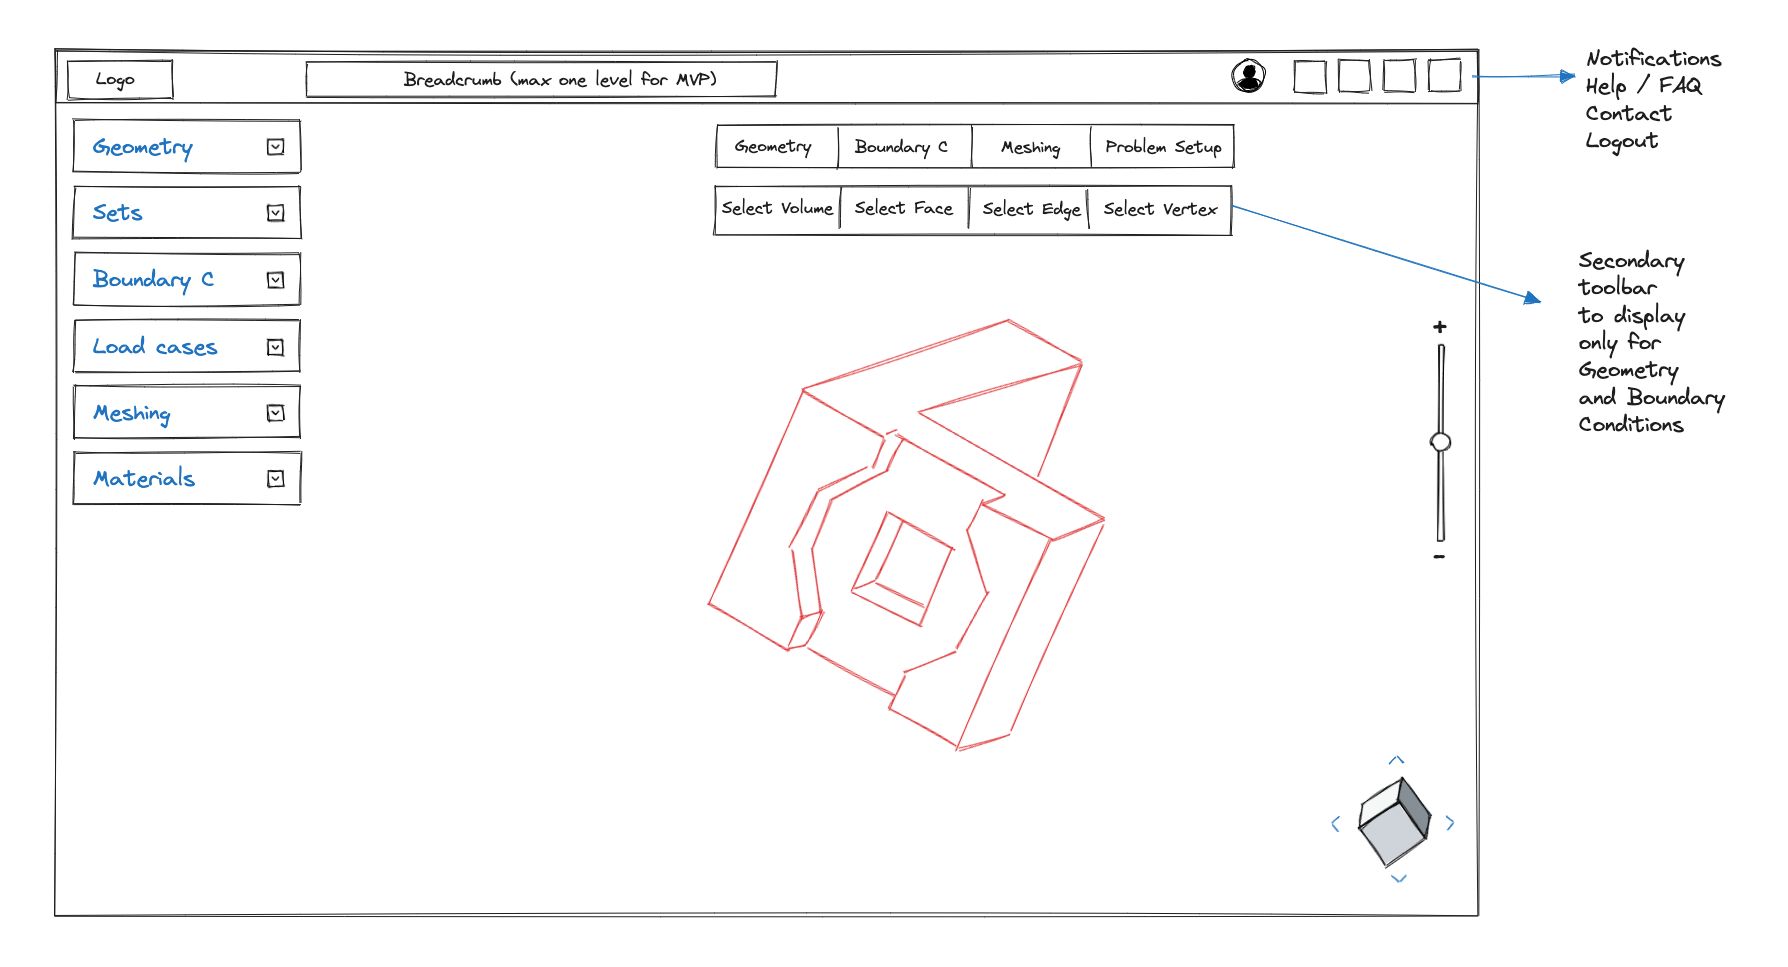 Logo
Breadcrumb (max one level for MVP)
Notifications
Help / FAQ
Contact
Logout
Geometry
Sets
Boundary C
Load cases
Meshing
Materials
Geometry Boundary C Meshing Problem Setup
Select Volume Select Face Select Edge Select Vertex
Secondary
toolbar
to display
only for
Geometry
and Boundary
Conditions
+
-